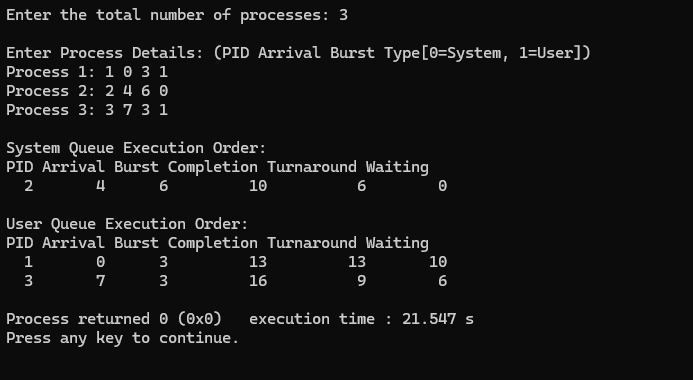 Enter the total number of processes: 3
Enter Process Details: (PID Arrival Burst Type[0=System, 1=User])
Process 1: 1 0 3 1
Process 2: 2 4 6 0
Process 3: 3 7 3 1
System Queue Execution Order:
PID Arrival Burst Completion Turnaround Waiting
2 4 6 10 6 0
User Queue Execution Order:
PID Arrival Burst Completion Turnaround Waiting
1 0 3 13 13 10
3 7 3 16 9 6
Process returned 0 (0x0) execution time : 21.547 s
Press any key to continue.